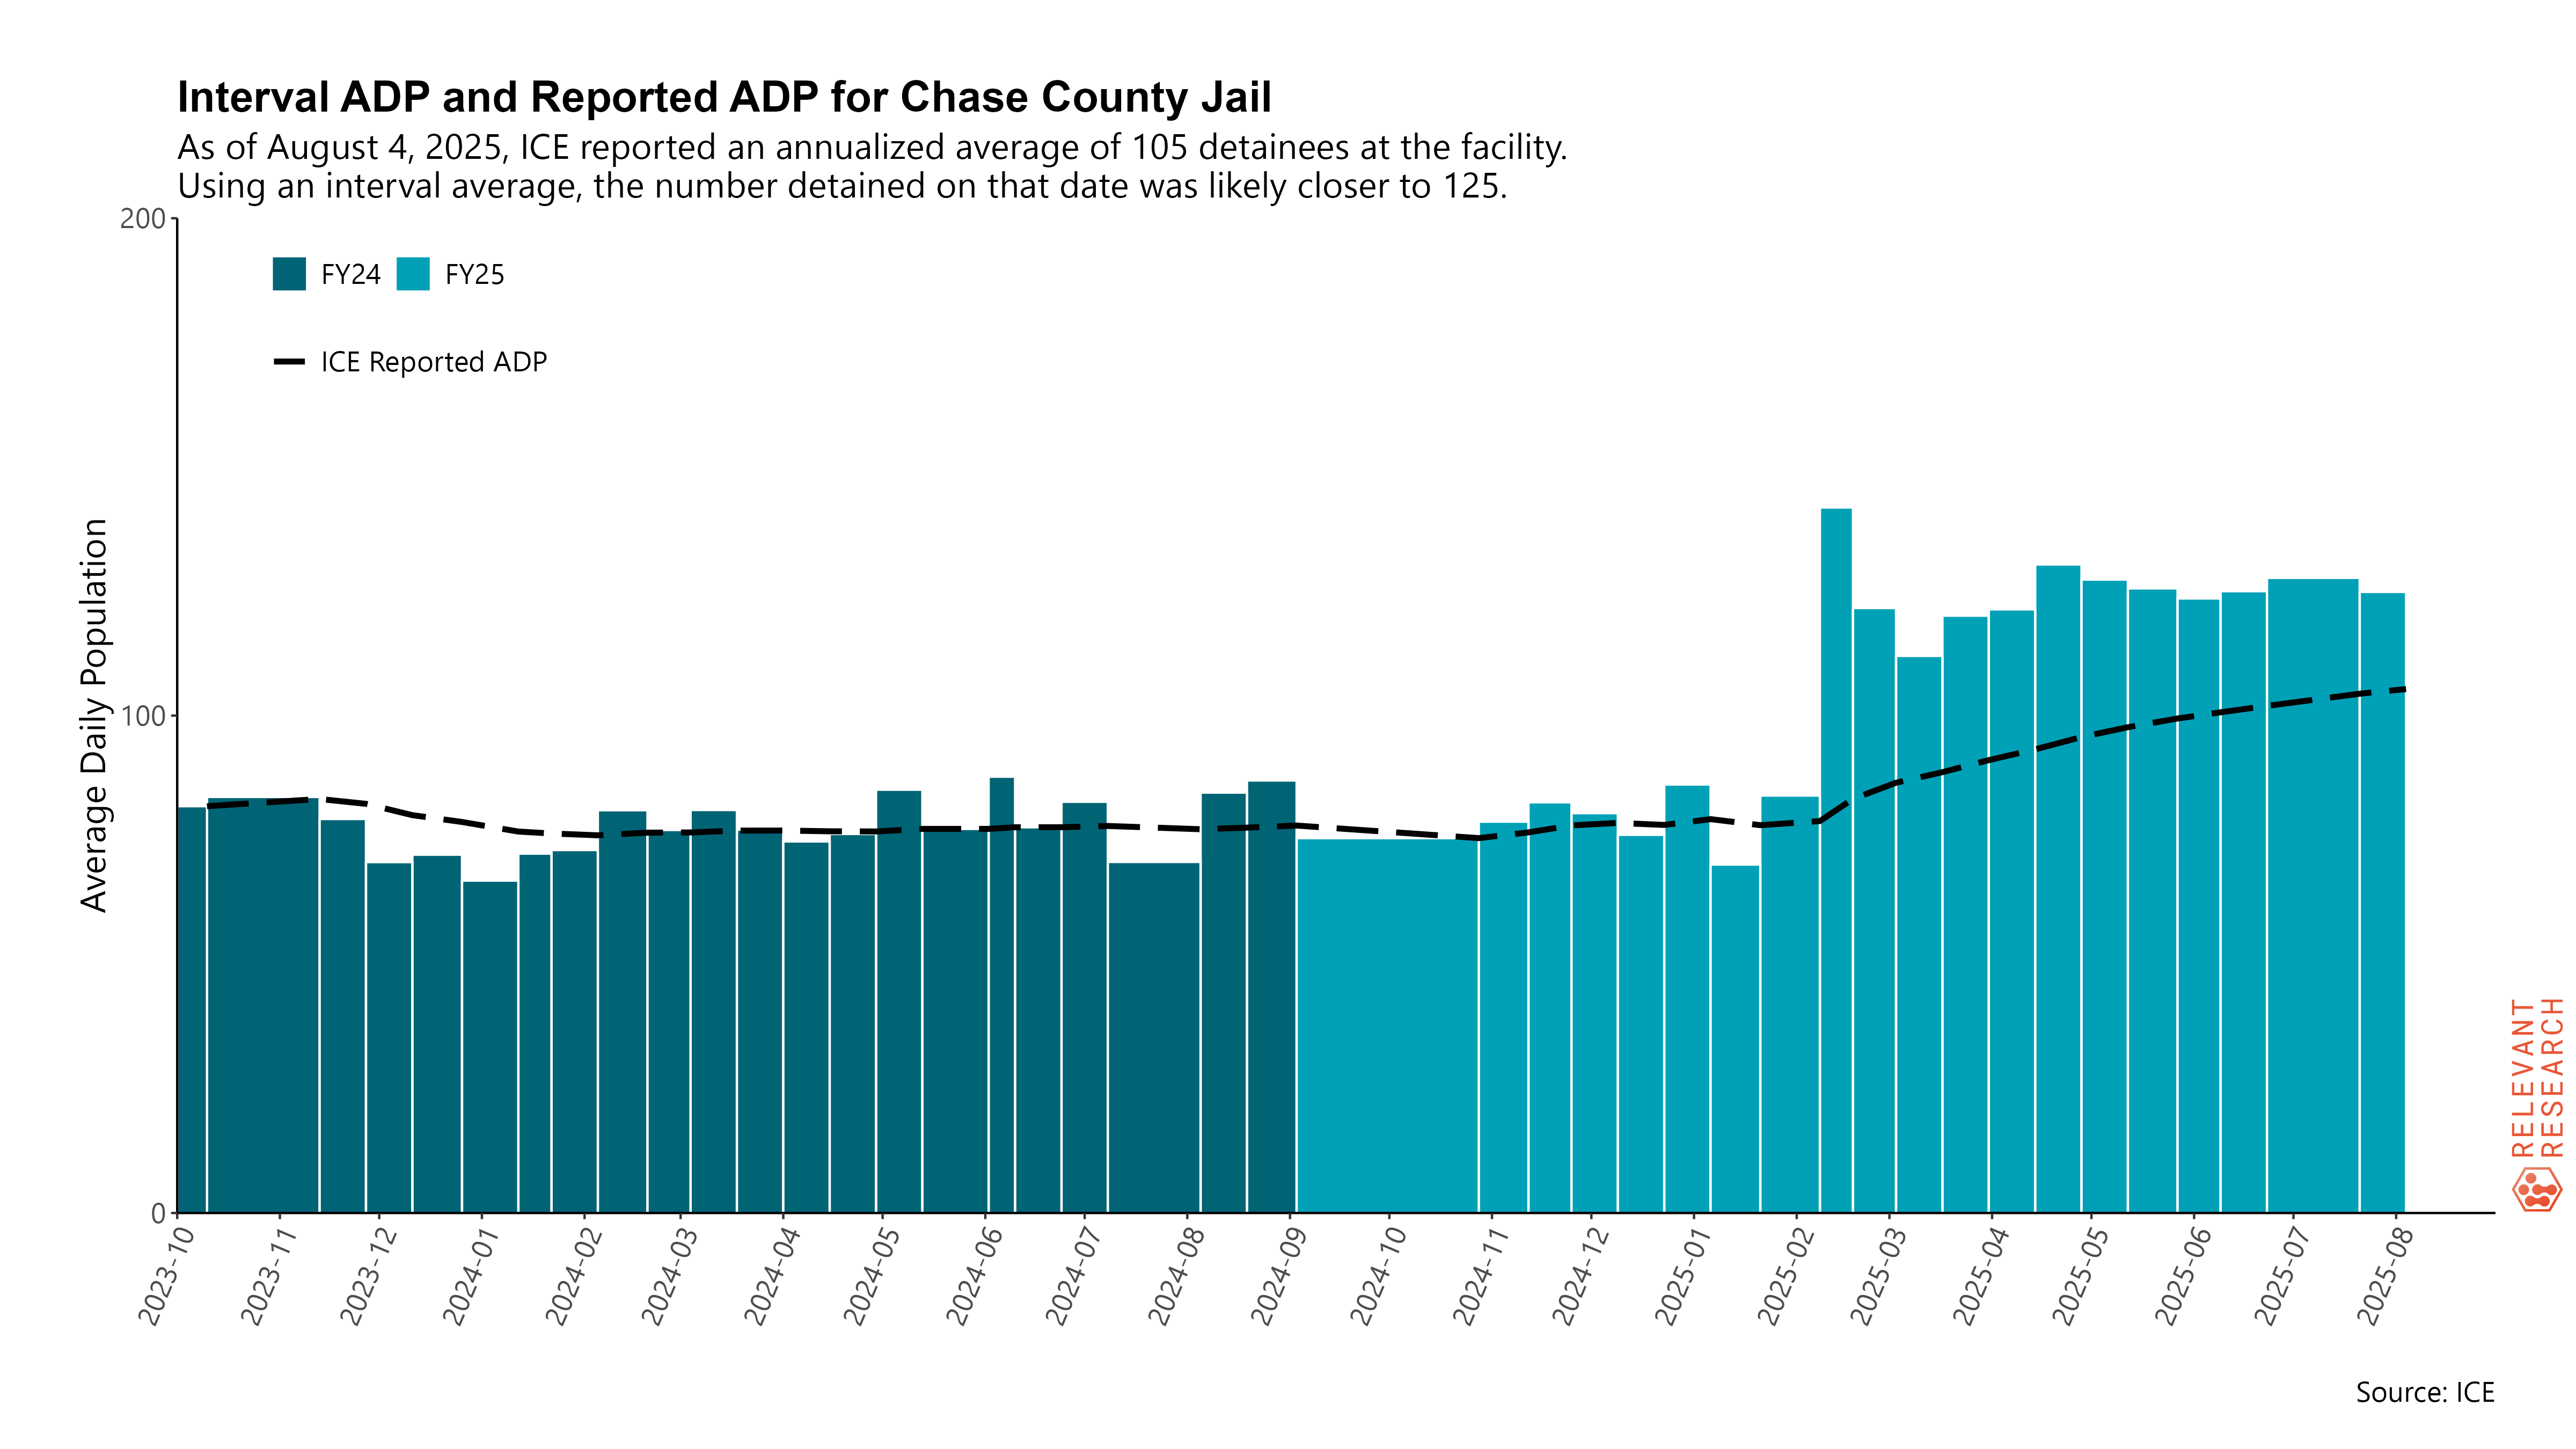 Interval ADP and Reported ADP for Chase County Jail
As of August 4, 2025, ICE reported an annualized average of 105 detainees at the facility.
Using an interval average, the number detained on that date was likely closer to 125.
200
FY24 FY25
ICE Reported ADP
Average Daily Population
100
0
2023-10
2023-11
2023-12
2024-01
2024-02
2024-03
2024-04
2024-05
2024-06
2024-07
2024-08
2024-09
2024-10
2024-11
2024-12
2025-01
2025-02
2025-03
2025-04
2025-05
2025-06
2025-07
2025-08
RELEVANT
RESEARCH
Source: ICE